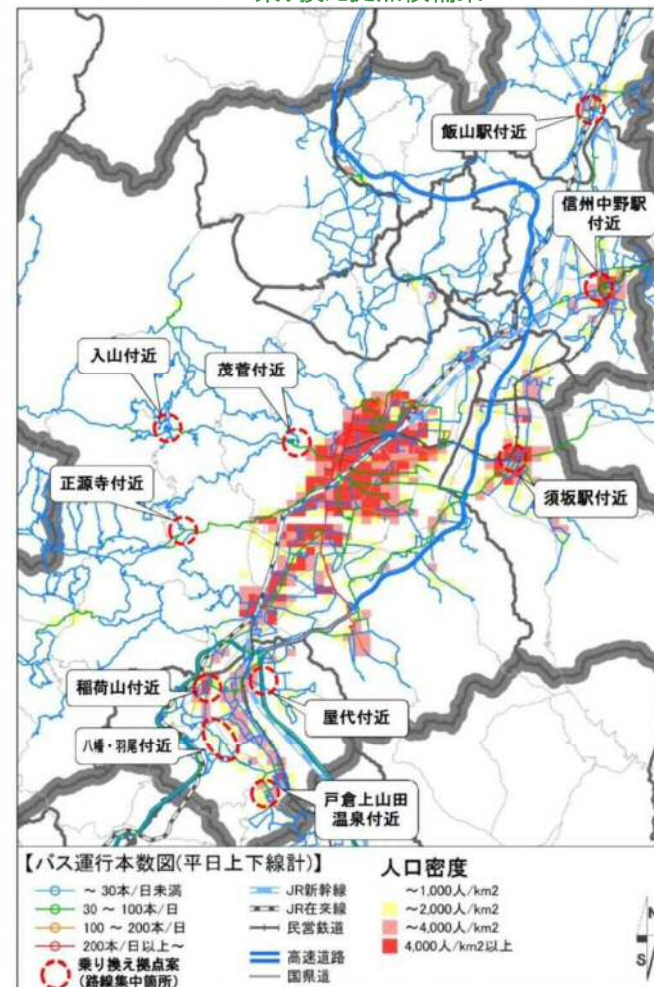 飯山駅付近
信州中野駅
付近
入山付近
茂菅付近
正源寺付近
須坂駅付近
稲荷山付近
屋代付近
八幡・羽尾付近
戸倉上山田
温泉付近
【バス運行本数図(平日上下線計)】
～ 30本/日未満
30 ～ 100本/日
100 ～ 200本/日
200本/日以上～
乗り換え拠点案
(路線集中箇所)
JR新幹線
JR在来線
民営鉄道
高速道路
国県道
人口密度
～1,000人/km2
～2,000人/km2
～4,000人/km2
4,000人/km2以上
N
S